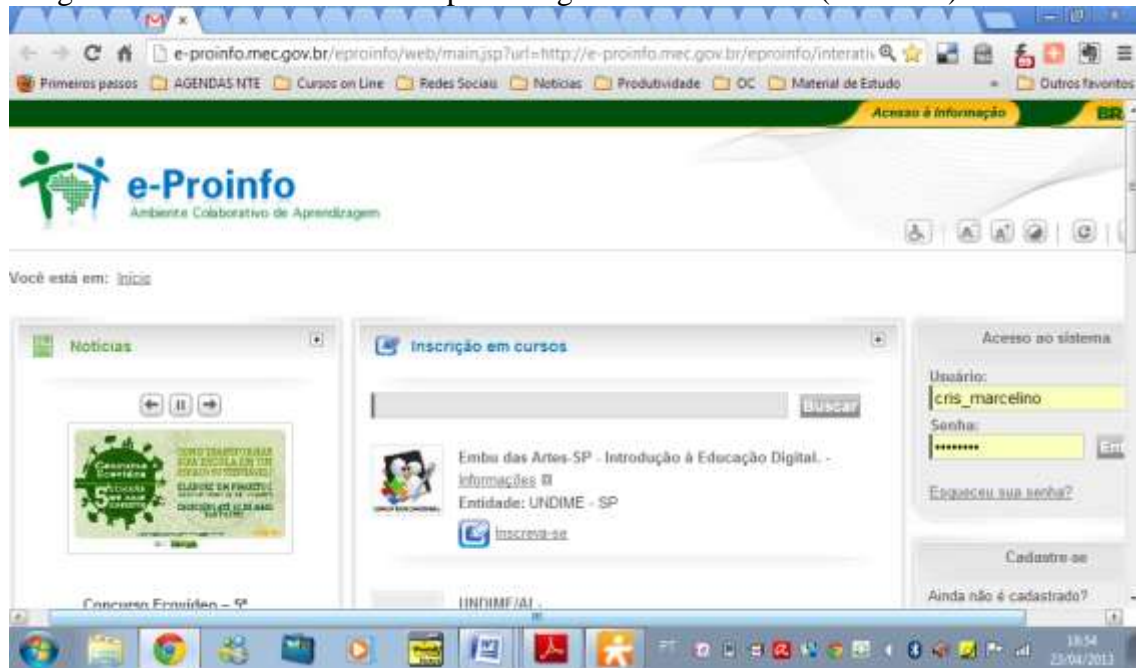 e-proinfo.mec.gov.br/eproinfo/web/main.jsp?url=http://e-proinfo.mec.gov.br/eproinfo/interativ
Primeiros passos AGENDAS NTE Cursos on Line Redes Sociais Noticias Produtividade OC Material de Estudo » Outros favoritos
Acesso à Informação BR
e-Proinfo
Ambiente Colaborativo de Aprendizagem
Você está em: Início
Notícias
Concurso Ecovídeo – 5ª
Inscrição em cursos
Buscar
Embu das Artes-SP - Introdução à Educação Digital. -
Informações
Entidade: UNDIME - SP
Inscreva-se
UNDIME/AL -
Acesso ao sistema
Usuário:
cris_marcelino
Senha:
Ent
Esqueceu sua senha?
Cadastre-se
Ainda não é cadastrado?
PT
18:54
23/04/2013